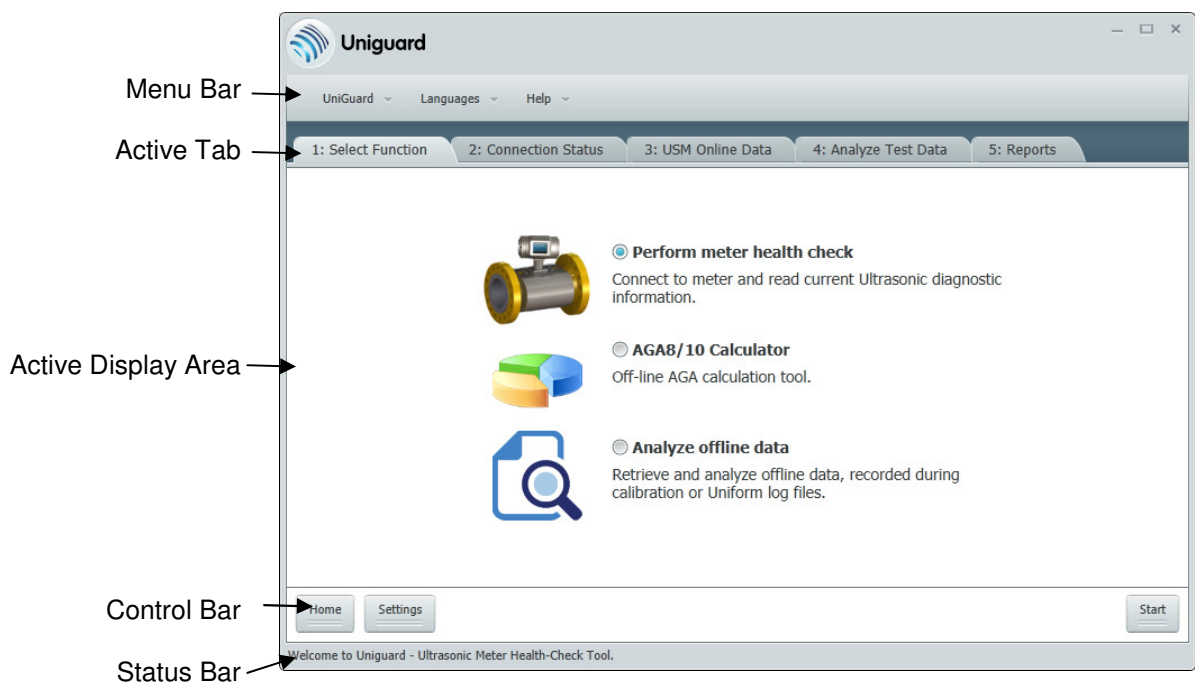 Uniguard
Menu Bar
UniGuard Languages Help
Active Tab
1: Select Function 2: Connection Status 3: USM Online Data 4: Analyze Test Data 5: Reports
Perform meter health check
Connect to meter and read current Ultrasonic diagnostic
information.
AGA8/10 Calculator
Active Display Area
Off-line AGA calculation tool.
Analyze offline data
Retrieve and analyze offline data, recorded during
calibration or Uniform log files.
Control Bar
Home Settings Start
Status Bar
Welcome to Uniguard - Ultrasonic Meter Health-Check Tool.